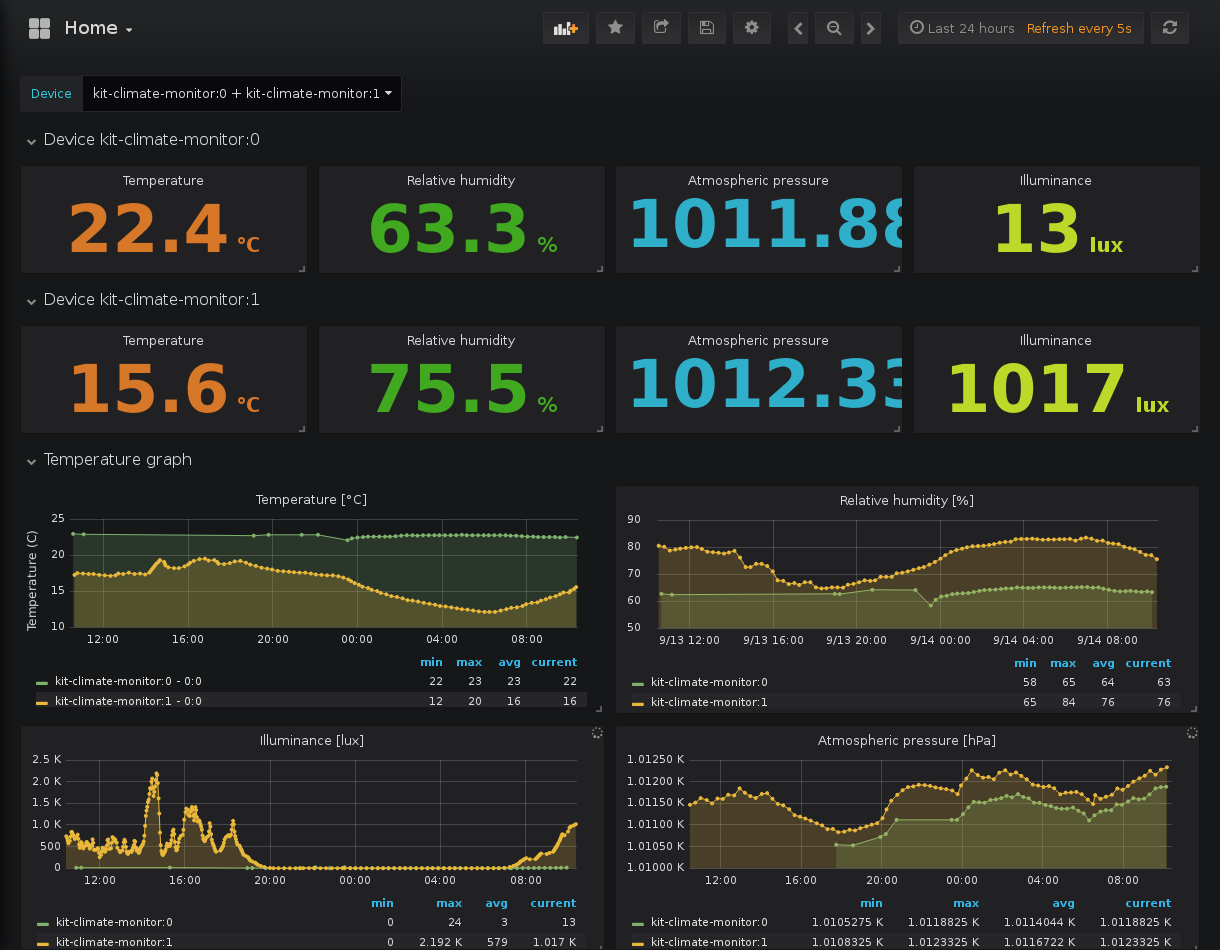 Home
Last 24 hours Refresh every 5s
Device kit-climate-monitor:0 + kit-climate-monitor:1
Device kit-climate-monitor:0
Temperature Relative humidity Atmospheric pressure Illuminance
22.4 °C 63.3 % 1011.88 13 lux
Device kit-climate-monitor:1
Temperature Relative humidity Atmospheric pressure Illuminance
15.6 °C 75.5 % 1012.33 1017 lux
Temperature graph
Temperature [°C]
Temperature (C)
25
20
15
10
12:00 16:00 20:00 00:00 04:00 08:00
min max avg current
kit-climate-monitor:0 - 0:0 22 23 23 22
kit-climate-monitor:1 - 0:0 12 20 16 16
Relative humidity [%]
90
80
70
60
50
9/13 12:00 9/13 16:00 9/13 20:00 9/14 00:00 9/14 04:00 9/14 08:00
min max avg current
kit-climate-monitor:0 58 65 64 63
kit-climate-monitor:1 65 84 76 76
Illuminance [lux]
2.5 K
2.0 K
1.5 K
1.0 K
500
0
12:00 16:00 20:00 00:00 04:00 08:00
min max avg current
kit-climate-monitor:0 0 24 3 13
kit-climate-monitor:1 0 2.192 K 579 1.017 K
Atmospheric pressure [hPa]
1.01250 K
1.01200 K
1.01150 K
1.01100 K
1.01050 K
1.01000 K
12:00 16:00 20:00 00:00 04:00 08:00
min max avg current
kit-climate-monitor:0 1.0105275 K 1.0118825 K 1.0114044 K 1.0118825 K
kit-climate-monitor:1 1.0108325 K 1.0123325 K 1.0116722 K 1.0123325 K